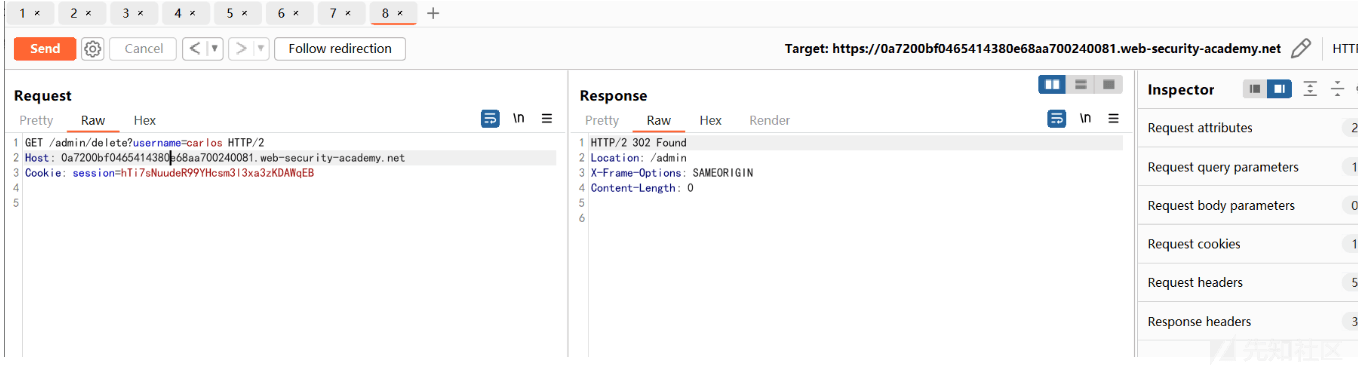 1 × 2 × 3 × 4 × 5 × 6 × 7 × 8 × +
Send Cancel < ▼ > ▼ Follow redirection Target: https://0a7200bf0465414380e68aa700240081.web-security-academy.net HTTP
Request
Pretty Raw Hex \n
1 GET /admin/delete?username=carlos HTTP/2
2 Host: 0a7200bf0465414380e68aa700240081.web-security-academy.net
3 Cookie: session=hTi7sNuudeR99YHcsm3l3xa3zKDAWqEB
4
5
Response
Pretty Raw Hex Render \n
1 HTTP/2 302 Found
2 Location: /admin
3 X-Frame-Options: SAMEORIGIN
4 Content-Length: 0
5
6
Inspector
Request attributes 2
Request query parameters 1
Request body parameters 0
Request cookies 1
Request headers 5
Response headers 3
先知社区